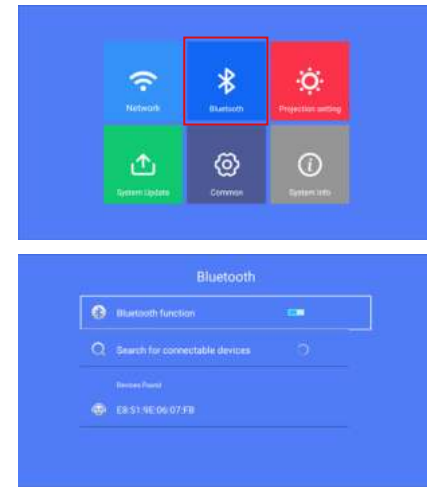 Network
Bluetooth
Projection setting
System Update
Common
System Info
Bluetooth
Bluetooth function
Search for connectable devices
Devices Found
E8:51:9E:06:07:FB